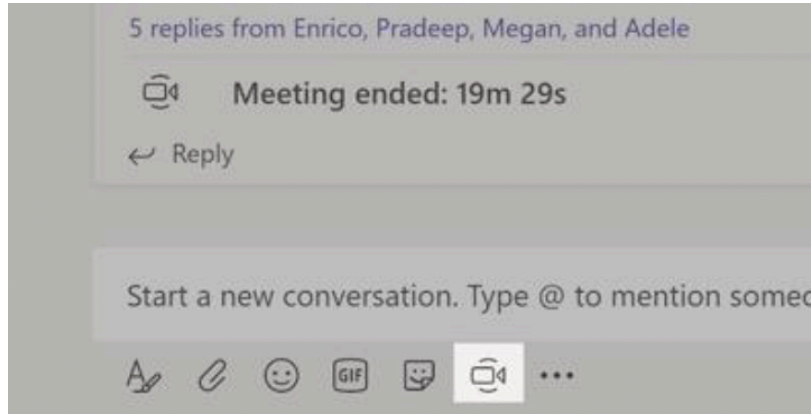 5 replies from Enrico, Pradeep, Megan, and Adele
Meeting ended: 19m 29s
Reply
Start a new conversation. Type @ to mention
GIF